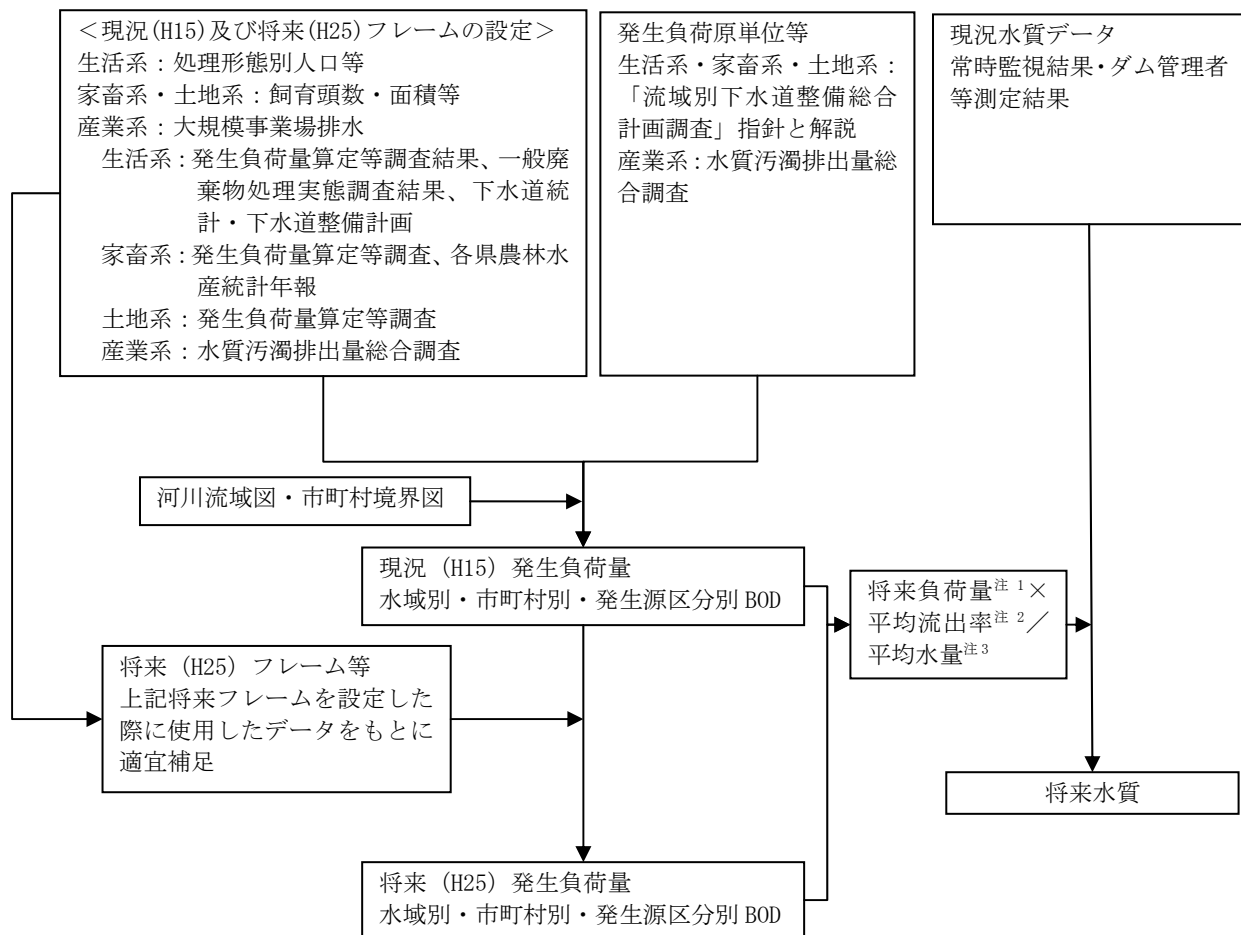 ＜現況(H15)及び将来(H25)フレームの設定＞
生活系：処理形態別人口等
家畜系・土地系：飼育頭数・面積等
産業系：大規模事業場排水
生活系：発生負荷量算定等調査結果、一般廃
棄物処理実態調査結果、下水道統
計・下水道整備計画
家畜系：発生負荷量算定等調査、各県農林水
産統計年報
土地系：発生負荷量算定等調査
産業系：水質汚濁排出量総合調査
発生負荷原単位等
生活系・家畜系・土地系：
「流域別下水道整備総合
計画調査」指針と解説
産業系：水質汚濁排出量総
合調査
現況水質データ
常時監視結果・ダム管理者
等測定結果
河川流域図・市町村境界図
現況（H15）発生負荷量
水域別・市町村別・発生源区分別 BOD
将来負荷量注 1×
平均流出率注 2／
平均水量注3
将来（H25）フレーム等
上記将来フレームを設定した
際に使用したデータをもとに
適宜補足
将来水質
将来（H25）発生負荷量
水域別・市町村別・発生源区分別 BOD